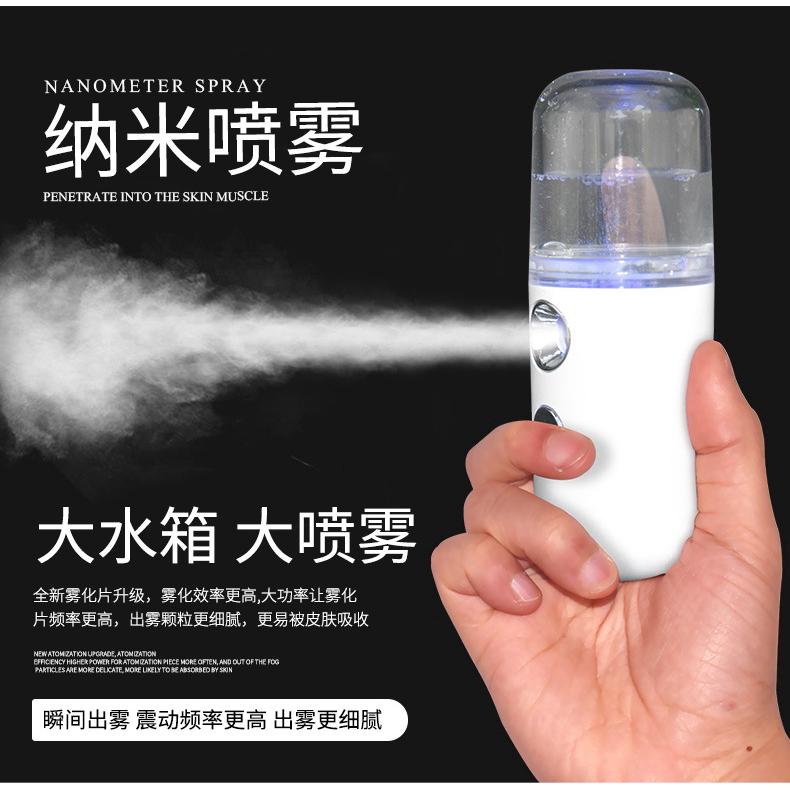 NANOMETER SPRAY
纳米喷雾
PENETRATE INTO THE SKIN MUSCLE
大水箱 大喷雾
全新雾化片升级，雾化效率更高,大功率让雾化
片频率更高，出雾颗粒更细腻，更易被皮肤吸收
NEW ATOMIZATION UPGRADE, ATOMIZATION
EFFICIENCY HIGHER POWER FOR ATOMIZATION PIECE MORE OFTEN, AND OUT OF THE FOG
PARTICLES ARE MORE DELICATE, MORE LIKELY TO BE ABSORBED BY SKIN
瞬间出雾 震动频率更高 出雾更细腻